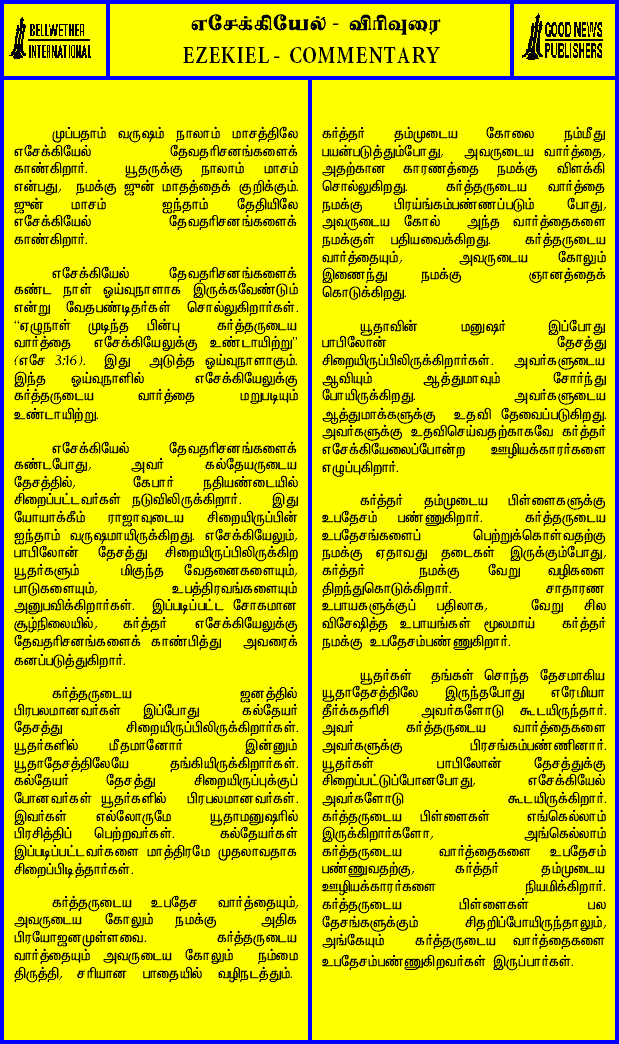 BELLWETHER
INTERNATIONAL
எசேக்கியேல் - விரிவுரை
EZEKIEL - COMMENTARY
GOOD NEWS
PUBLISHERS
முப்பதாம் வருஷம் நாலாம் மாசத்திலே
எசேக்கியேல் தேவதரிசனங்களைக்
காண்கிறார். யூதருக்கு நாலாம் மாசம்
என்பது, நமக்கு ஜுன் மாதத்தைக் குறிக்கும்.
ஜுன் மாசம் ஐந்தாம் தேதியிலே
எசேக்கியேல் தேவதரிசனங்களைக்
காண்கிறார்.
எசேக்கியேல் தேவதரிசனங்களைக்
கண்ட நாள் ஓய்வுநாளாக இருக்கவேண்டும்
என்று வேதபண்டிதர்கள் சொல்லுகிறார்கள்.
“ஏழுநாள் முடிந்த பின்பு கர்த்தருடைய
வார்த்தை எசேக்கியேலுக்கு உண்டாயிற்று”
(எசே 3:16). இது அடுத்த ஓய்வுநாளாகும்.
இந்த ஓய்வுநாளில் எசேக்கியேலுக்கு
கர்த்தருடைய வார்த்தை மறுபடியும்
உண்டாயிற்று.
எசேக்கியேல் தேவதரிசனங்களைக்
கண்டபோது, அவர் கல்தேயருடைய
தேசத்தில், கேபார் நதியண்டையில்
சிறைப்பட்டவர்கள் நடுவிலிருக்கிறார். இது
யோயாக்கீம் ராஜாவுடைய சிறையிருப்பின்
ஐந்தாம் வருஷமாயிருக்கிறது. எசேக்கியேலும்,
பாபிலோன் தேசத்து சிறையிருப்பிலிருக்கிற
யூதர்களும் மிகுந்த வேதனைகளையும்,
பாடுகளையும், உபத்திரவங்களையும்
அனுபவிக்கிறார்கள். இப்படிப்பட்ட சோகமான
சூழ்நிலையில், கர்த்தர் எசேக்கியேலுக்கு
தேவதரிசனங்களைக் காண்பித்து அவரைக்
கனப்படுத்துகிறார்.
கர்த்தருடைய ஜனத்தில்
பிரபலமானவர்கள் இப்போது கல்தேயர்
தேசத்து சிறையிருப்பிலிருக்கிறார்கள்.
யூதர்களில் மீதமானோர் இன்னும்
யூதாதேசத்திலேயே தங்கியிருக்கிறார்கள்.
கல்தேயர் தேசத்து சிறையிருப்புக்குப்
போனவர்கள் யூதர்களில் பிரபலமானவர்கள்.
இவர்கள் எல்லோருமே யூதாமனுஷரில்
பிரசித்திப் பெற்றவர்கள். கல்தேயர்கள்
இப்படிப்பட்டவர்களை மாத்திரமே முதலாவதாக
சிறைப்பிடித்தார்கள்.
கர்த்தருடைய உபதேச வார்த்தையும்,
அவருடைய கோலும் நமக்கு அதிக
பிரயோஜனமுள்ளவை. கர்த்தருடைய
வார்த்தையும் அவருடைய கோலும் நம்மை
திருத்தி, சரியான பாதையில் வழிநடத்தும்.
கர்த்தர் தம்முடைய கோலை நம்மீது
பயன்படுத்தும்போது, அவருடைய வார்த்தை,
அதற்கான காரணத்தை நமக்கு விளக்கி
சொல்லுகிறது. கர்த்தருடைய வார்த்தை
நமக்கு பிரயங்கம்பண்ணப்படும் போது,
அவருடைய கோல் அந்த வார்த்தைகளை
நமக்குள் பதியவைக்கிறது. கர்த்தருடைய
வார்த்தையும், அவருடைய கோலும்
இணைந்து நமக்கு ஞானத்தைக்
கொடுக்கிறது.
யூதாவின் மனுஷர் இப்போது
பாபிலோன் தேசத்து
சிறையிருப்பிலிருக்கிறார்கள். அவர்களுடைய
ஆவியும் ஆத்துமாவும் சோர்ந்து
போயிருக்கிறது. அவர்களுடைய
ஆத்துமாக்களுக்கு உதவி தேவைப்படுகிறது.
அவர்களுக்கு உதவிசெய்வதற்காகவே கர்த்தர்
எசேக்கியேலைப்போன்ற ஊழியக்காரர்களை
எழுப்புகிறார்.
கர்த்தர் தம்முடைய பிள்ளைகளுக்கு
உபதேசம் பண்ணுகிறார். கர்த்தருடைய
உபதேசங்களைப் பெற்றுக்கொள்வதற்கு
நமக்கு ஏதாவது தடைகள் இருக்கும்போது,
கர்த்தர் நமக்கு வேறு வழிகளை
திறந்துகொடுக்கிறார். சாதாரண
உபாயகளுக்குப் பதிலாக, வேறு சில
விசேஷித்த உபாயங்கள் மூலமாய் கர்த்தர்
நமக்கு உபதேசம்பண்ணுகிறார்.
யூதர்கள் தங்கள் சொந்த தேசமாகிய
யூதாதேசத்திலே இருந்தபோது எரேமியா
தீர்க்கதரிசி அவர்களோடு கூடயிருந்தார்.
அவர் கர்த்தருடைய வார்த்தைகளை
அவர்களுக்கு பிரசங்கம்பண்ணினார்.
யூதர்கள் பாபிலோன் தேசத்துக்கு
சிறைப்பட்டுப்போனபோது, எசேக்கியேல்
அவர்களோடு கூடயிருக்கிறார்.
கர்த்தருடைய பிள்ளைகள் எங்கெல்லாம்
இருக்கிறார்களோ, அங்கெல்லாம்
கர்த்தருடைய வார்த்தைகளை உபதேசம்
பண்ணுவதற்கு, கர்த்தர் தம்முடைய
ஊழியக்காரர்களை நியமிக்கிறார்.
கர்த்தருடைய பிள்ளைகள் பல
தேசங்களுக்கும் சிதறிப்போயிருந்தாலும்,
அங்கேயும் கர்த்தருடைய வார்த்தைகளை
உபதேசம்பண்ணுகிறவர்கள் இருப்பார்கள்.